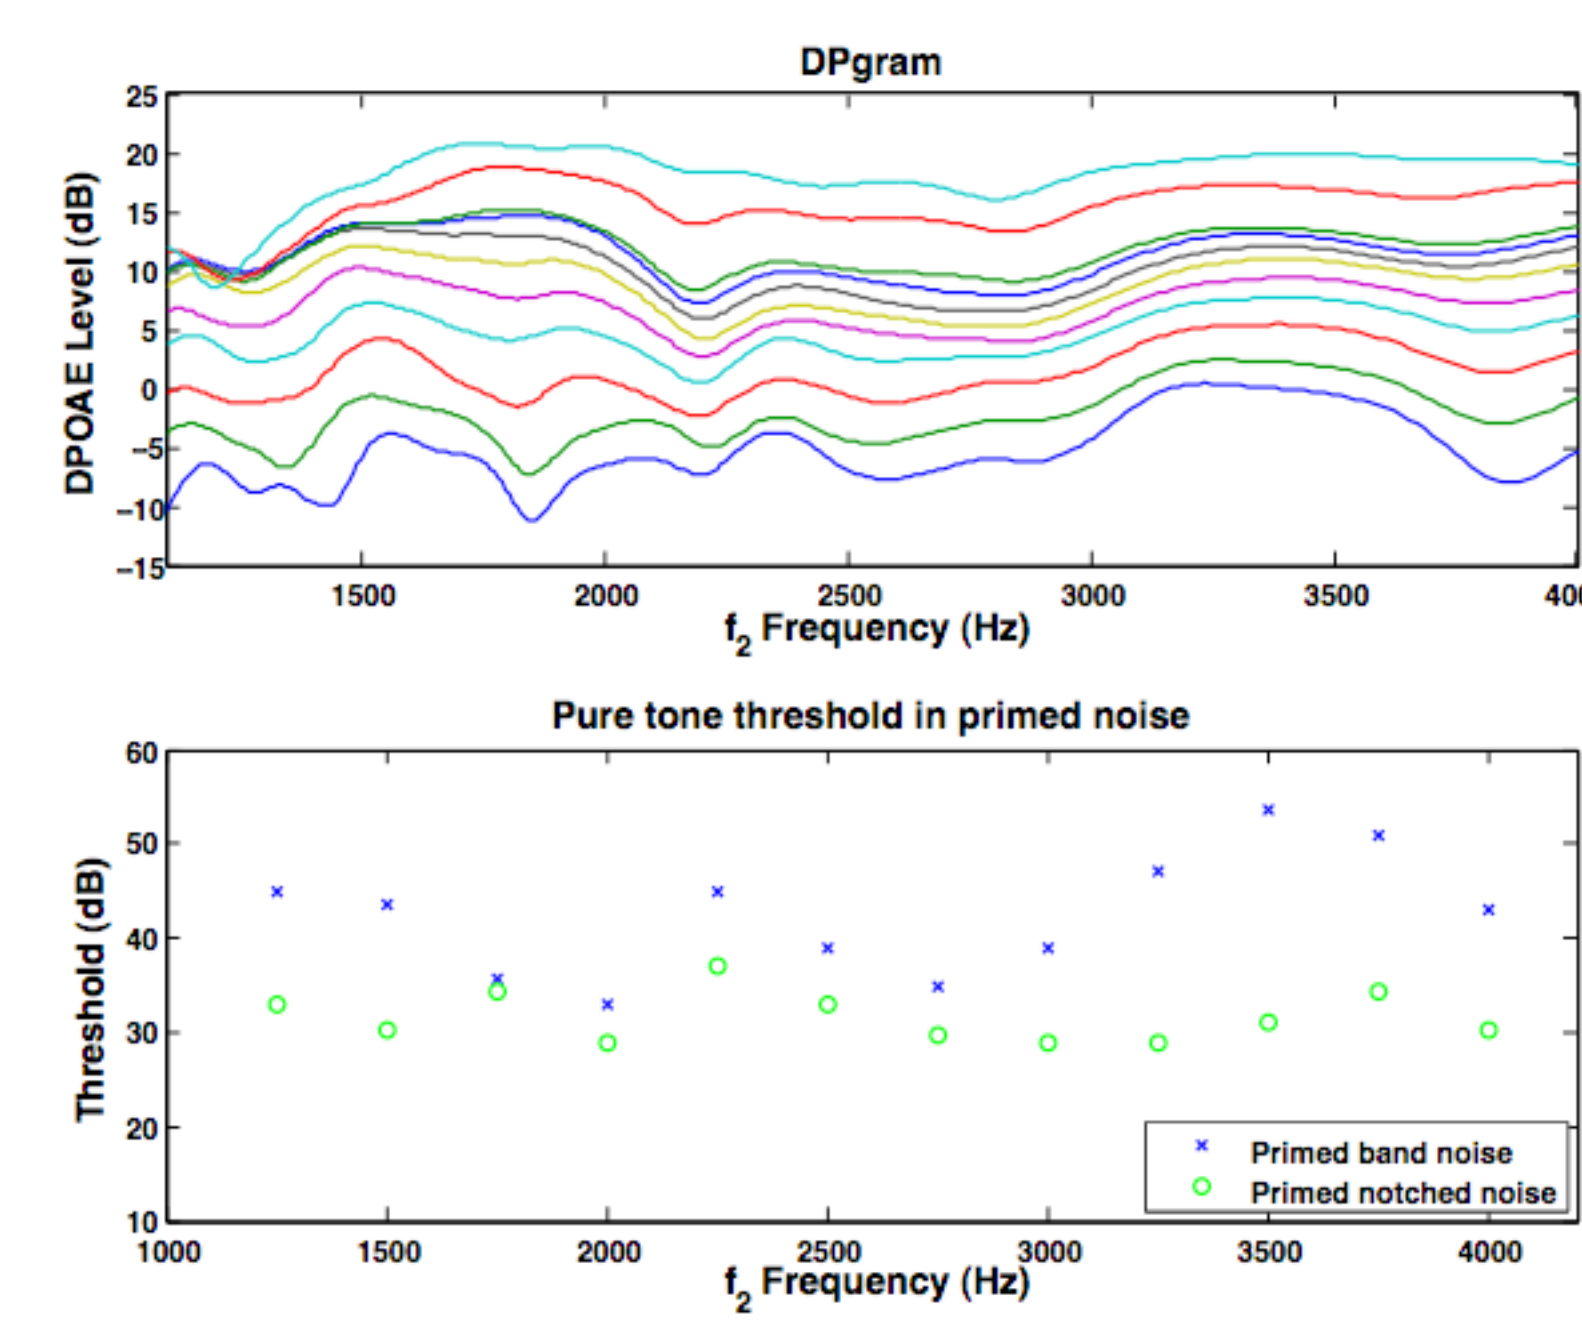 DPgram
DPOAE Level (dB)
25
20
15
10
5
0
−5
−10
−15
1500 2000 2500 3000 3500 400
f2 Frequency (Hz)
Pure tone threshold in primed noise
Threshold (dB)
60
50
40
30
20
10
Primed band noise
Primed notched noise
1000 1500 2000 2500 3000 3500 4000
f2 Frequency (Hz)